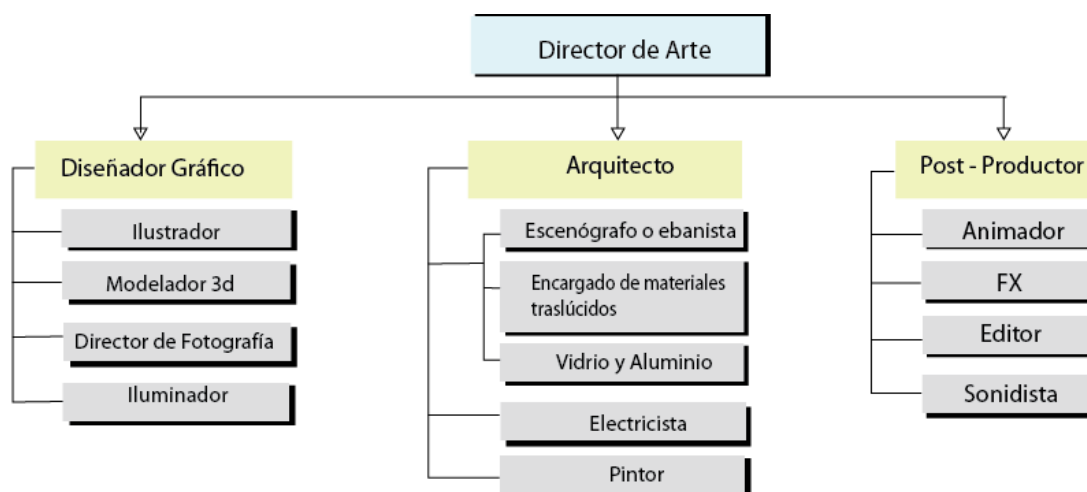 Director de Arte
Diseñador Gráfico
Ilustrador
Modelador 3d
Director de Fotografía
Iluminador
Arquitecto
Escenógrafo o ebanista
Encargado de materiales
traslúcidos
Vidrio y Aluminio
Electricista
Pintor
Post - Productor
Animador
FX
Editor
Sonidista